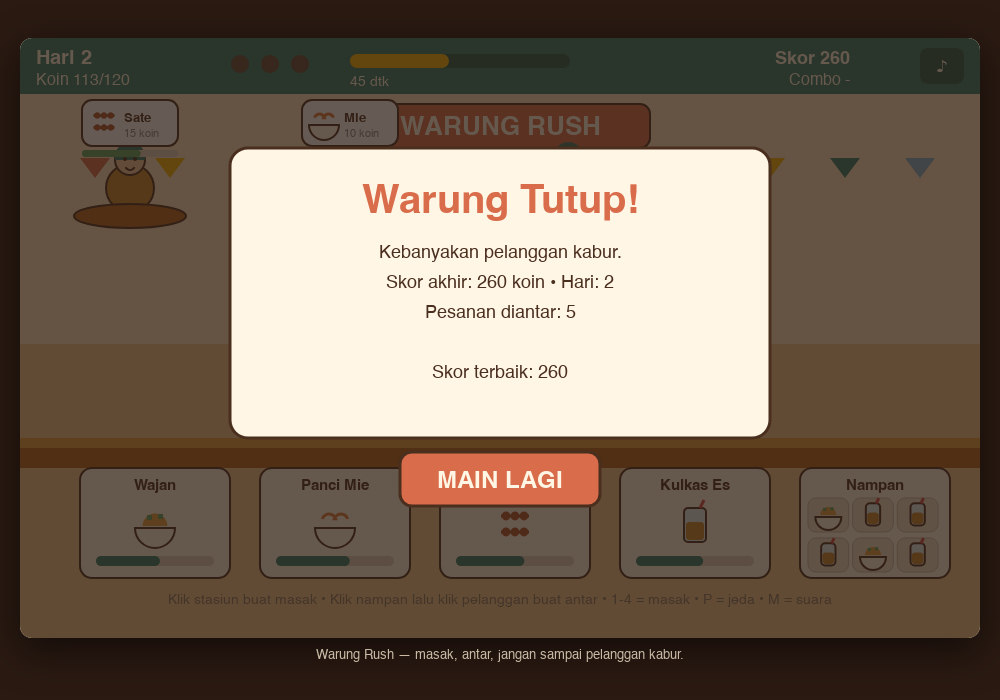 Hari 2
Koin 113/120
45 dtk
Skor 260
Combo -
♪
Sate
15 koin
Mie
10 koin
WARUNG RUSH
Warung Tutup!
Kebanyakan pelanggan kabur.
Skor akhir: 260 koin • Hari: 2
Pesanan diantar: 5
Skor terbaik: 260
MAIN LAGI
Wajan
Panci Mie
Kulkas Es
Nampan
Klik stasiun buat masak • Klik nampan lalu klik pelanggan buat antar • 1-4 = masak • P = jeda • M = suara
Warung Rush — masak, antar, jangan sampai pelanggan kabur.